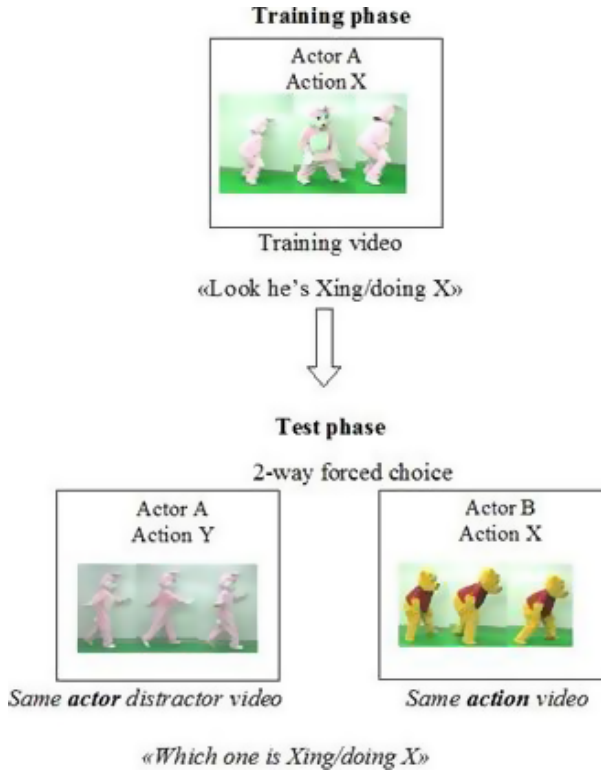 Training phase
Actor A
Action X
Training video
«Look he's Xing/doing X»
Test phase
2-way forced choice
Actor A
Action Y
Actor B
Action X
Same actor distractor video
Same action video
«Which one is Xing/doing X»